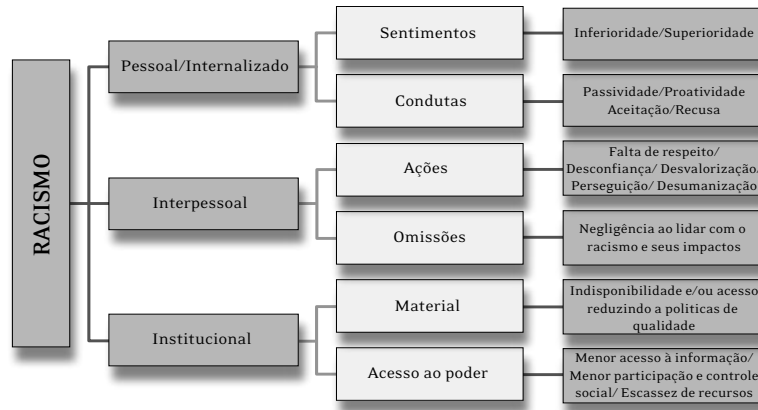 RACISMO
Pessoal/Internalizado
Sentimentos
Inferioridade/Superioridade
Condutas
Passividade/Proatividade
Aceitação/Recusa
Interpessoal
Ações
Falta de respeito/
Desconfiança/ Desvalorização/
Perseguição/ Desumanização
Omissões
Negligência ao lidar com o
racismo e seus impactos
Institucional
Material
Indisponibilidade e/ou acesso
reduzindo a politicas de
qualidade
Acesso ao poder
Menor acesso à informação/
Menor participação e controle
social/ Escassez de recursos